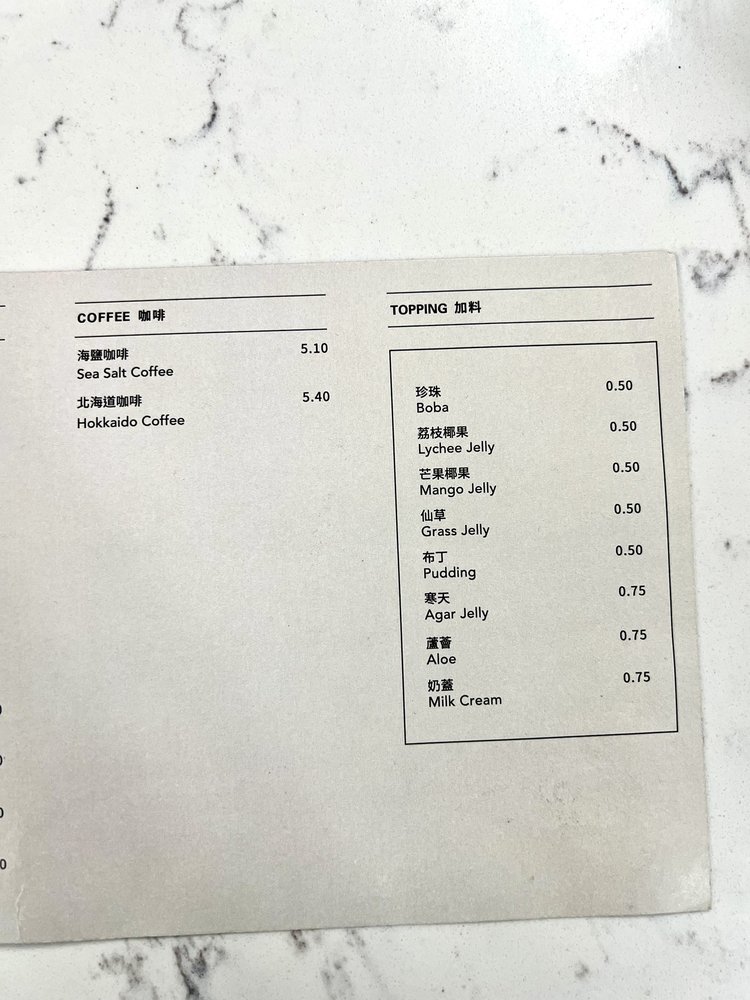 COFFEE 咖啡
海鹽咖啡 5.10
Sea Salt Coffee
北海道咖啡 5.40
Hokkaido Coffee
TOPPING 加料
珍珠 0.50
Boba
荔枝椰果 0.50
Lychee Jelly
芒果椰果 0.50
Mango Jelly
仙草 0.50
Grass Jelly
布丁 0.50
Pudding
寒天 0.75
Agar Jelly
蘆薈 0.75
Aloe
奶蓋 0.75
Milk Cream